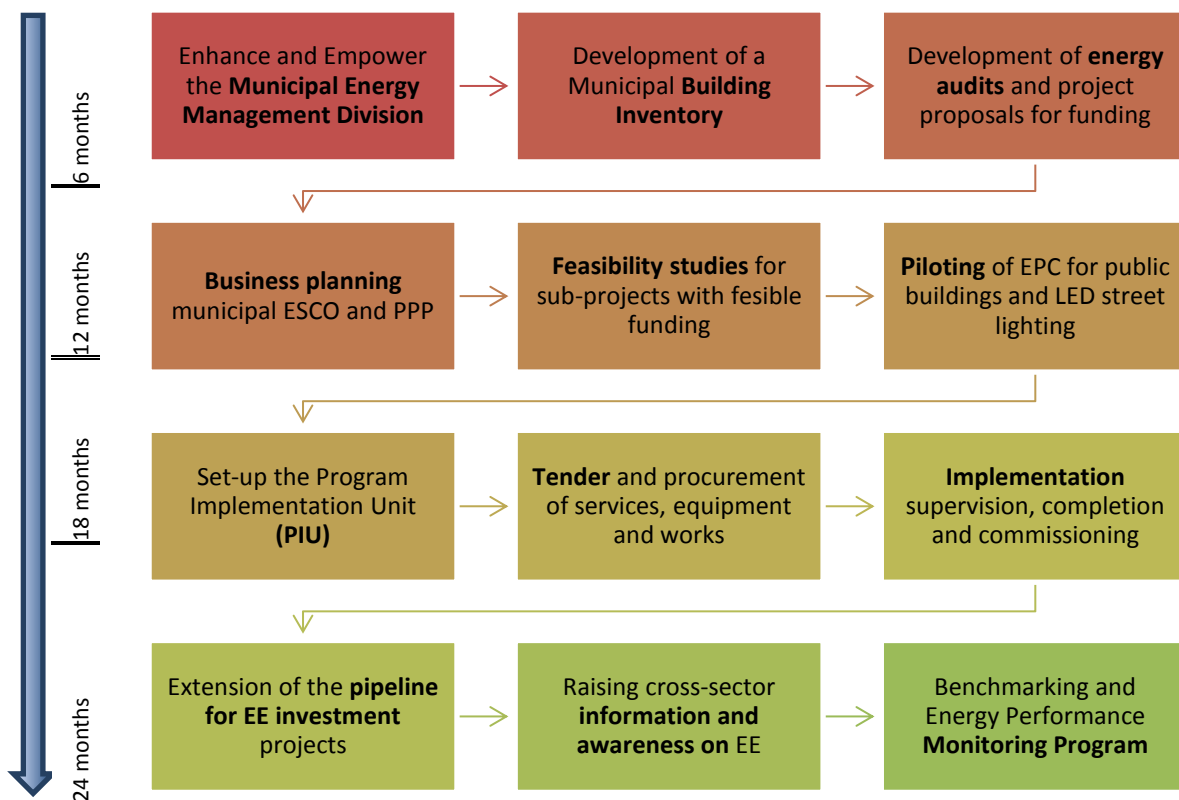 Enhance and Empower
the Municipal Energy
Management Division
Development of a
Municipal Building
Inventory
Development of energy
audits and project
proposals for funding
6 months
Business planning
municipal ESCO and PPP
Feasibility studies for
sub-projects with fesible
funding
Piloting of EPC for public
buildings and LED street
lighting
12 months
Set-up the Program
Implementation Unit
(PIU)
Tender and procurement
of services, equipment
and works
Implementation
supervision, completion
and commissioning
18 months
Extension of the pipeline
for EE investment
projects
Raising cross-sector
information and
awareness on EE
Benchmarking and
Energy Performance
Monitoring Program
24 months